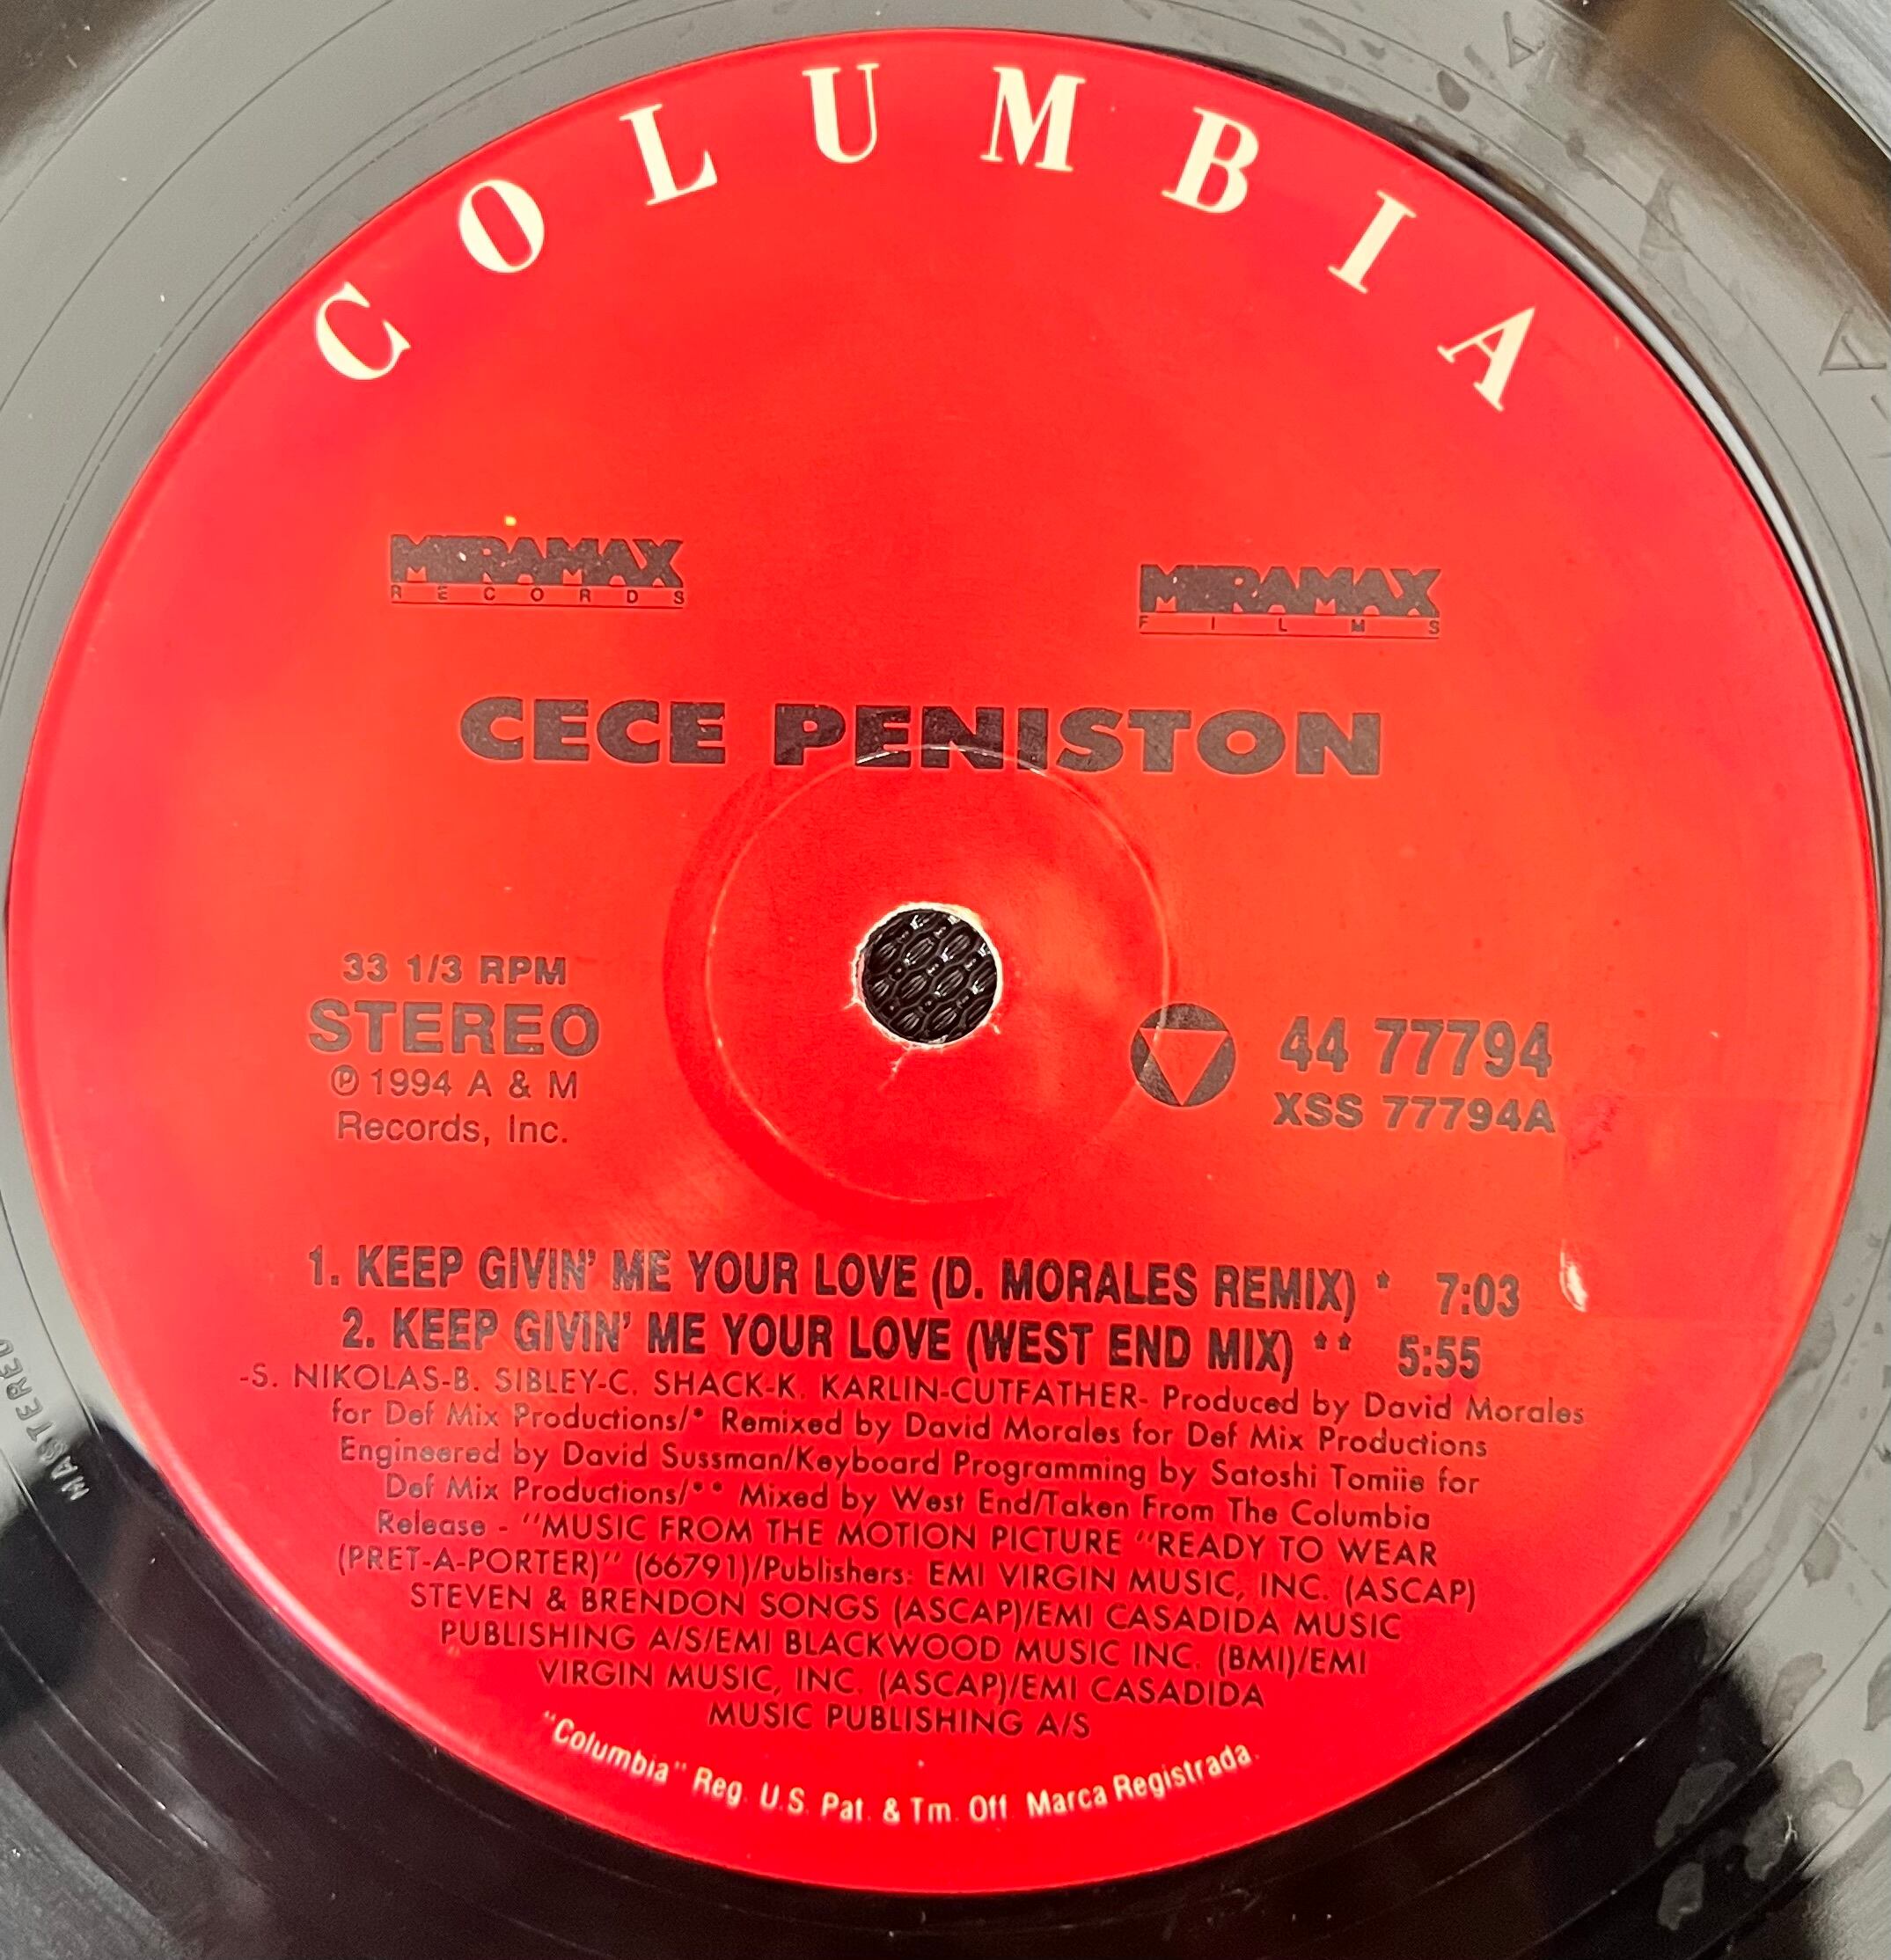 COLUMBIA
MIRAMAX
RECORDS
MIRAMAX
FILMS
CECE PENISTON
33 1/3 RPM
STEREO
℗ 1994 A & M
Records, Inc.
44 77794
XSS 77794A
1. KEEP GIVIN' ME YOUR LOVE (D. MORALES REMIX) * 7:03
2. KEEP GIVIN' ME YOUR LOVE (WEST END MIX) ** 5:55
-S. NIKOLAS-B. SIBLEY-C. SHACK-K. KARLIN-CUTFATHER- Produced by David Morales
for Def Mix Productions/* Remixed by David Morales for Def Mix Productions
Engineered by David Sussman/Keyboard Programming by Satoshi Tomiie for
Def Mix Productions/** Mixed by West End/Taken From The Columbia
Release - "MUSIC FROM THE MOTION PICTURE "READY TO WEAR
(PRET-A-PORTER)" (66791)/Publishers: EMI VIRGIN MUSIC, INC. (ASCAP)
STEVEN & BRENDON SONGS (ASCAP)/EMI CASADIDA MUSIC
PUBLISHING A/S/EMI BLACKWOOD MUSIC INC. (BMI)/EMI
VIRGIN MUSIC, INC. (ASCAP)/EMI CASADIDA
MUSIC PUBLISHING A/S
"Columbia" Reg. U.S. Pat. & Tm. Off. Marca Registrada.
MASTERED